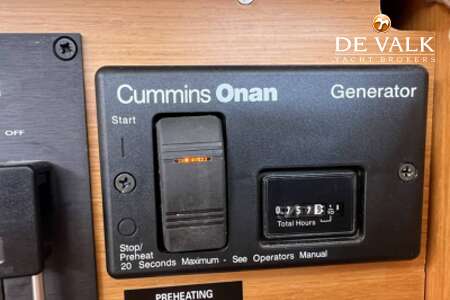 DE VALK
YACHT BROKERS
OFF
Cummins Onan Generator
Start
Total Hours
Stop/
Preheat
20 Seconds Maximum - See Operators Manual
PREHEATING